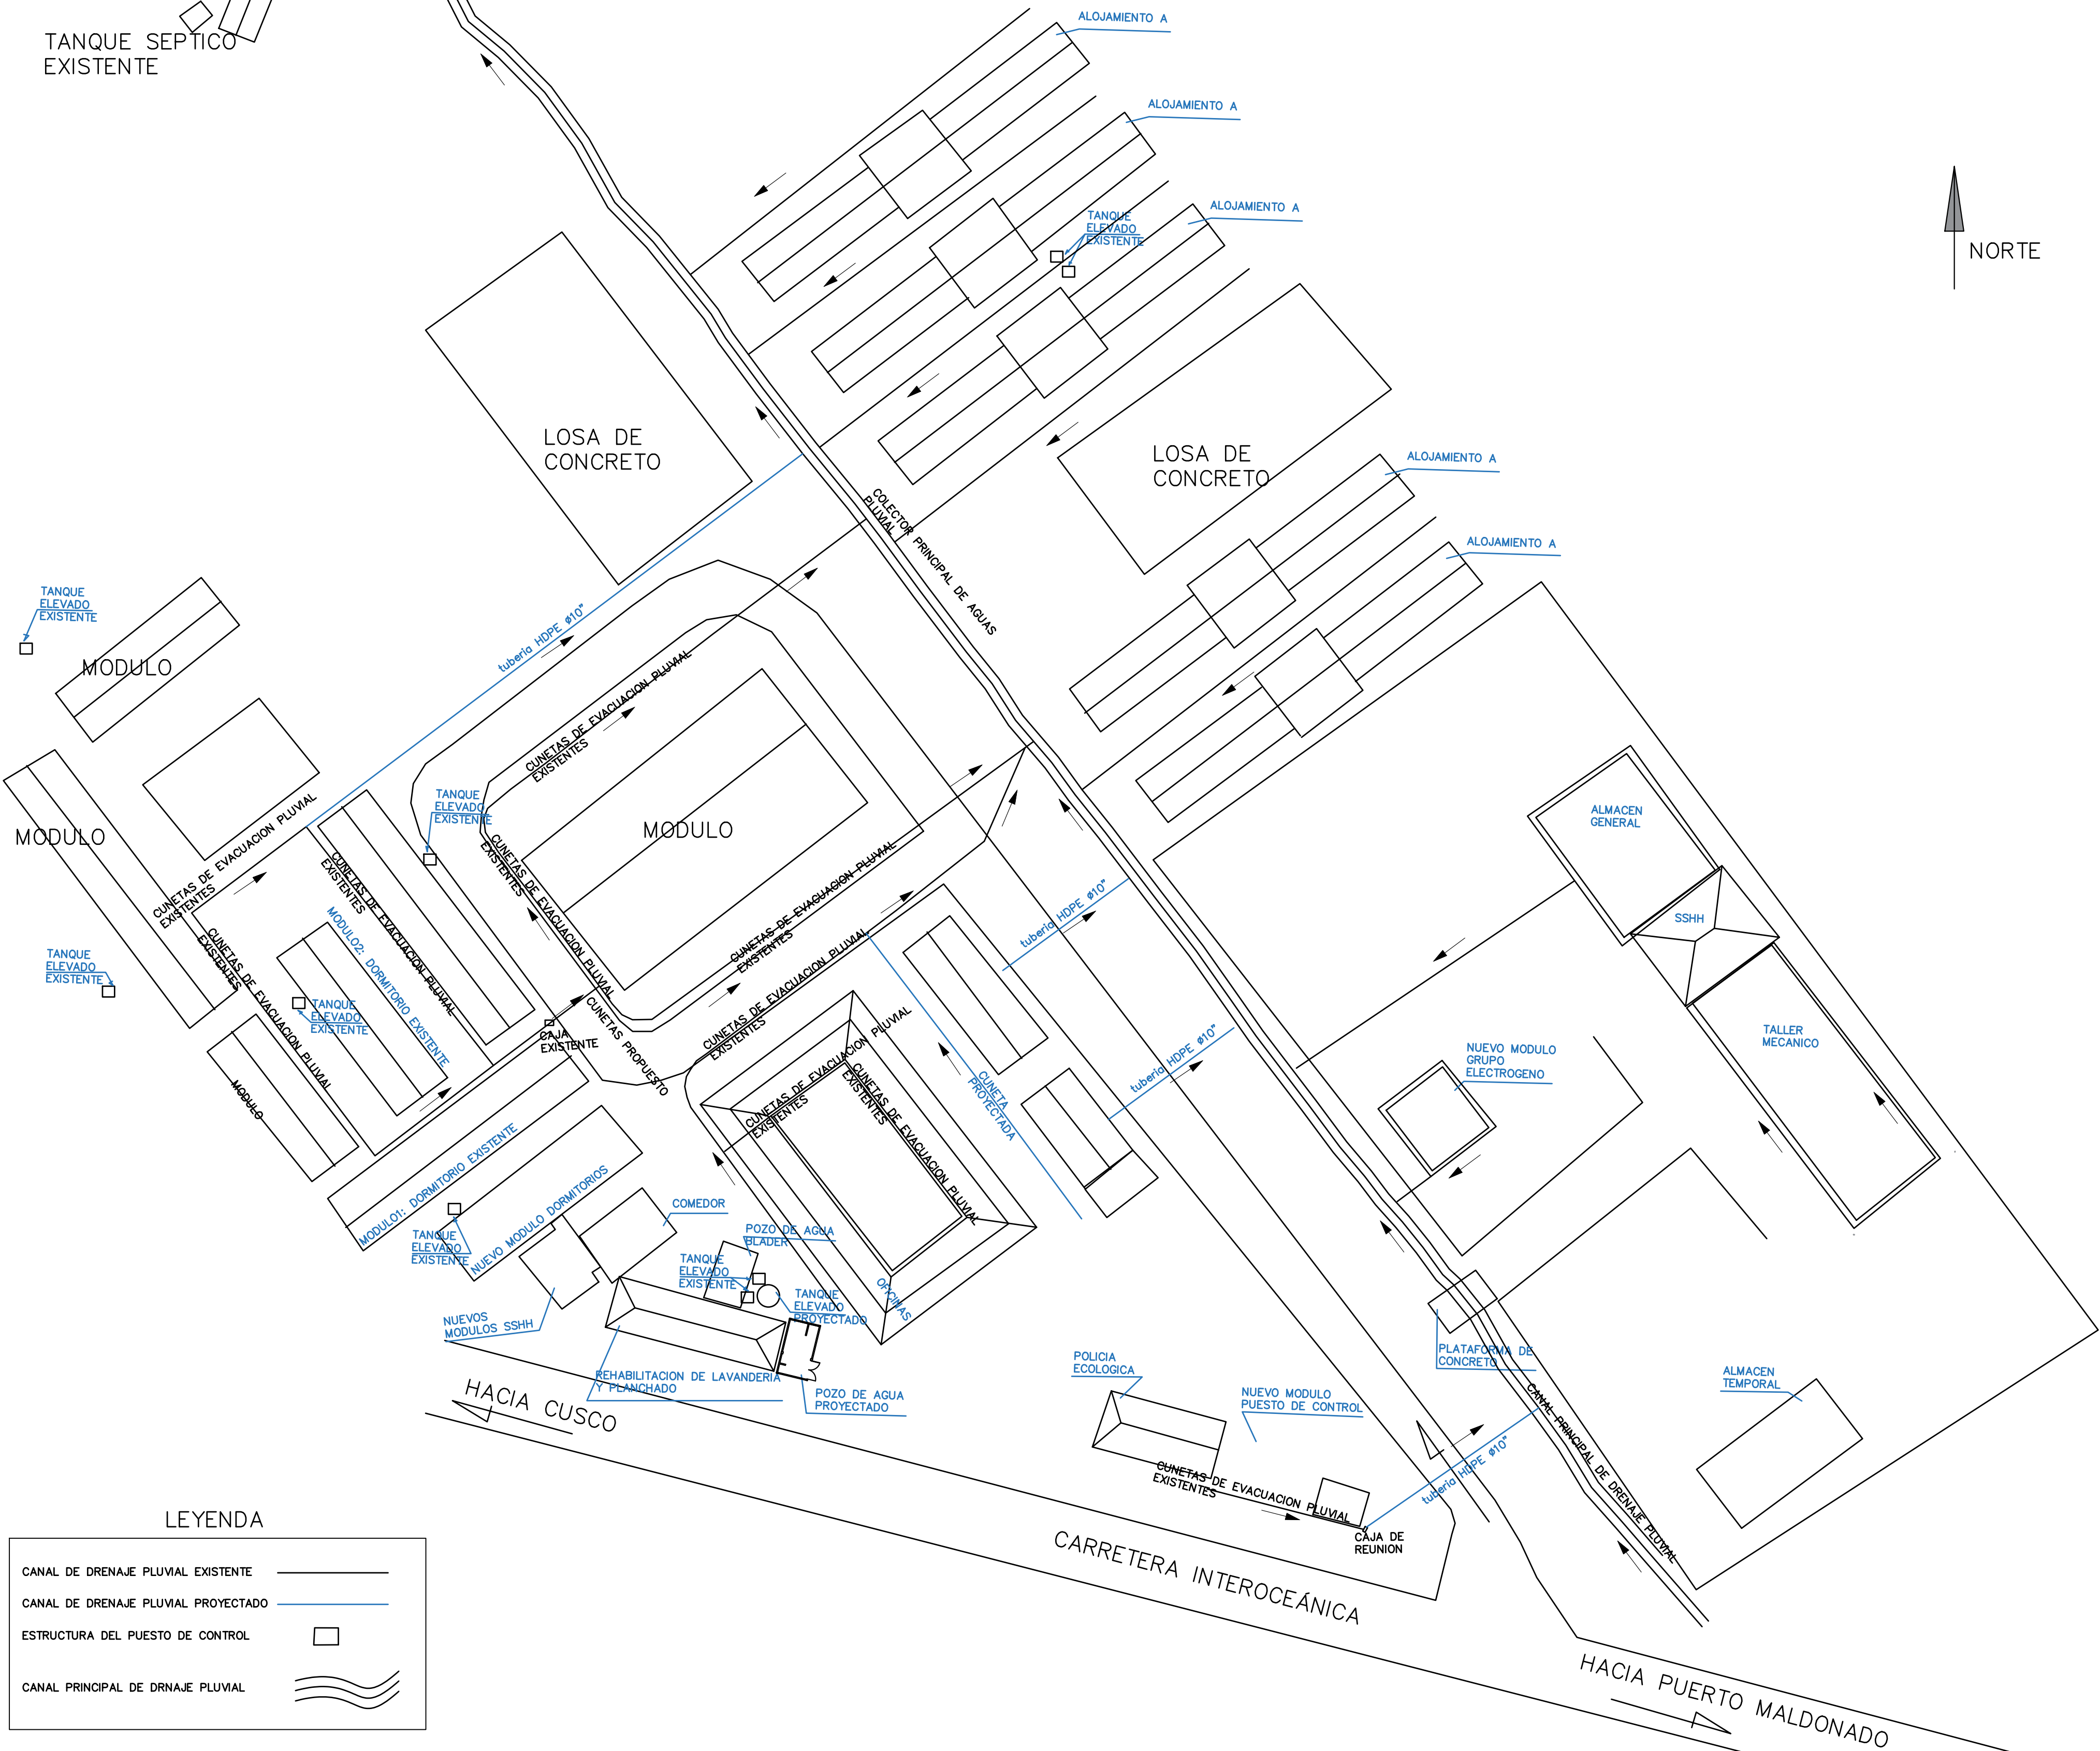 TANQUE SEPTICO
EXISTENTE
ALOJAMIENTO A
ALOJAMIENTO A
ALOJAMIENTO A
TANQUE
ELEVADO
EXISTENTE
NORTE
LOSA DE
CONCRETO
LOSA DE
CONCRETO
ALOJAMIENTO A
ALOJAMIENTO A
COLECTOR PRINCIPAL DE AGUAS
PLUVIAL
TANQUE
ELEVADO
EXISTENTE
MODULO
tuberia HDPE ø10"
CUNETAS DE EVACUACION PLUVIAL
EXISTENTES
MODULO
TANQUE
ELEVADO
EXISTENTE
MODULO
CUNETAS DE EVACUACION PLUVIAL
EXISTENTES
CUNETAS DE EVACUACION PLUVIAL
EXISTENTES
CUNETAS DE EVACUACION PLUVIAL
EXISTENTES
CUNETAS DE EVACUACION PLUVIAL
EXISTENTES
MODULO2: DORMITORIO EXISTENTE
CUNETAS DE EVACUACION PLUVIAL
EXISTENTES
CUNETAS DE EVACUACION PLUVIAL
EXISTENTES
tuberia HDPE ø10"
ALMACEN
GENERAL
SSHH
TALLER
MECANICO
TANQUE
ELEVADO
EXISTENTE
TANQUE
ELEVADO
EXISTENTE
CAJA
EXISTENTE
CUNETAS PROPUESTO
MODULO
CUNETAS DE EVACUACION PLUVIAL
EXISTENTES
CUNETAS DE EVACUACION PLUVIAL
EXISTENTES
CUNETA
PROYECTADA
tuberia HDPE ø10"
NUEVO MODULO
GRUPO
ELECTROGENO
MODULO1: DORMITORIO EXISTENTE
NUEVO MODULO DORMITORIOS
TANQUE
ELEVADO
EXISTENTE
COMEDOR
POZO DE AGUA
BLADER
TANQUE
ELEVADO
EXISTENTE
TANQUE
ELEVADO
PROYECTADO
OFICINAS
NUEVOS
MODULOS SSHH
REHABILITACION DE LAVANDERIA
Y PLANCHADO
POZO DE AGUA
PROYECTADO
POLICIA
ECOLOGICA
NUEVO MODULO
PUESTO DE CONTROL
PLATAFORMA DE
CONCRETO
ALMACEN
TEMPORAL
HACIA CUSCO
CUNETAS DE EVACUACION PLUVIAL
EXISTENTES
CAJA DE
REUNION
tuberia HDPE ø10"
CANAL PRINCIPAL DE DRENAJE PLUVIAL
CARRETERA INTEROCEÁNICA
HACIA PUERTO MALDONADO
LEYENDA
CANAL DE DRENAJE PLUVIAL EXISTENTE
CANAL DE DRENAJE PLUVIAL PROYECTADO
ESTRUCTURA DEL PUESTO DE CONTROL
CANAL PRINCIPAL DE DRNAJE PLUVIAL